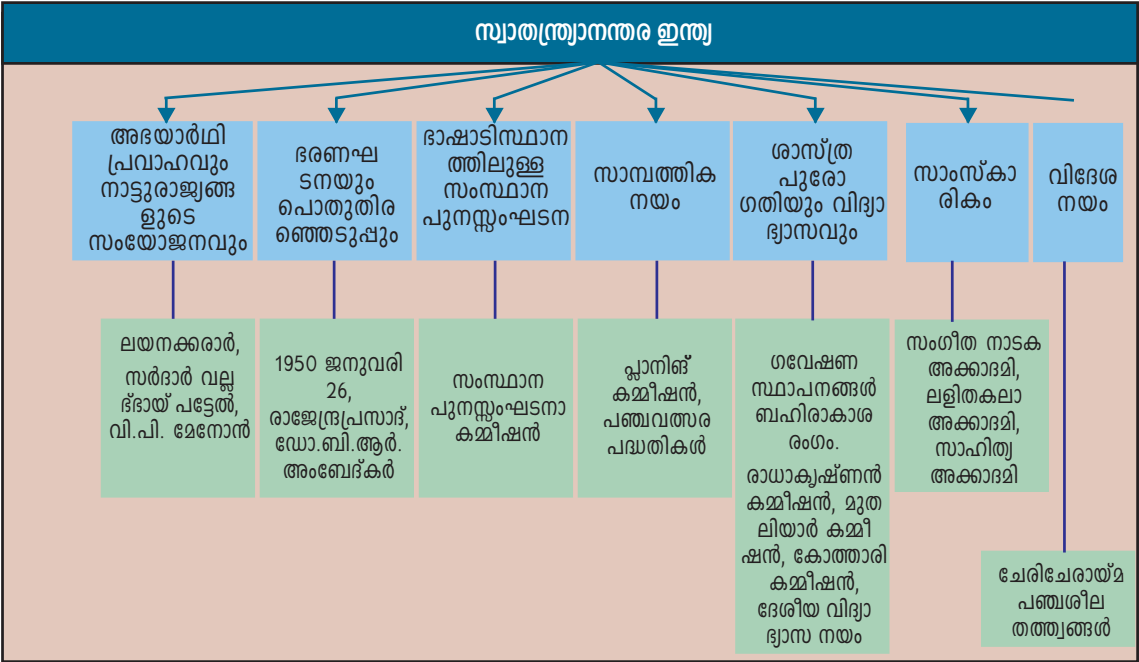 സ്വാതന്ത്ര്യാനന്തര ഇന്ത്യ
അഭയാർഥി
പ്രവാഹവും
നാട്ടുരാജ്യങ്ങ
ളുടെ
സംയോജനവും
ഭരണഘ
ടനയും
പൊതുതിര
ഞ്ഞെടുപ്പും
ഭാഷാടിസ്ഥാന
ത്തിലുള്ള
സംസ്ഥാന
പുനസ്സംഘടന
സാമ്പത്തിക
നയം
ശാസ്ത്ര
പുരോ
ഗതിയും വിദ്യാ
ഭ്യാസവും
സാംസ്കാ
രികം
വിദേശ
നയം
ലയനക്കരാർ,
സർദാർ വല്ല
ഭ്ഭായ് പട്ടേൽ,
വി.പി. മേനോൻ
1950 ജനുവരി
26,
രാജേന്ദ്രപ്രസാദ്,
ഡോ.ബി.ആർ.
അംബേദ്കർ
സംസ്ഥാന
പുനസ്സംഘടനാ
കമ്മീഷൻ
പ്ലാനിങ്
കമ്മീഷൻ,
പഞ്ചവത്സര
പദ്ധതികൾ
ഗവേഷണ
സ്ഥാപനങ്ങൾ
ബഹിരാകാശ
രംഗം.
രാധാകൃഷ്ണൻ
കമ്മീഷൻ, മുത
ലിയാർ കമ്മീ
ഷൻ, കോത്താരി
കമ്മീഷൻ,
ദേശീയ വിദ്യാ
ഭ്യാസ നയം
സംഗീത നാടക
അക്കാദമി,
ലളിതകലാ
അക്കാദമി,
സാഹിത്യ
അക്കാദമി
ചേരിചേരായ്മ
പഞ്ചശീല
തത്ത്വങ്ങൾ